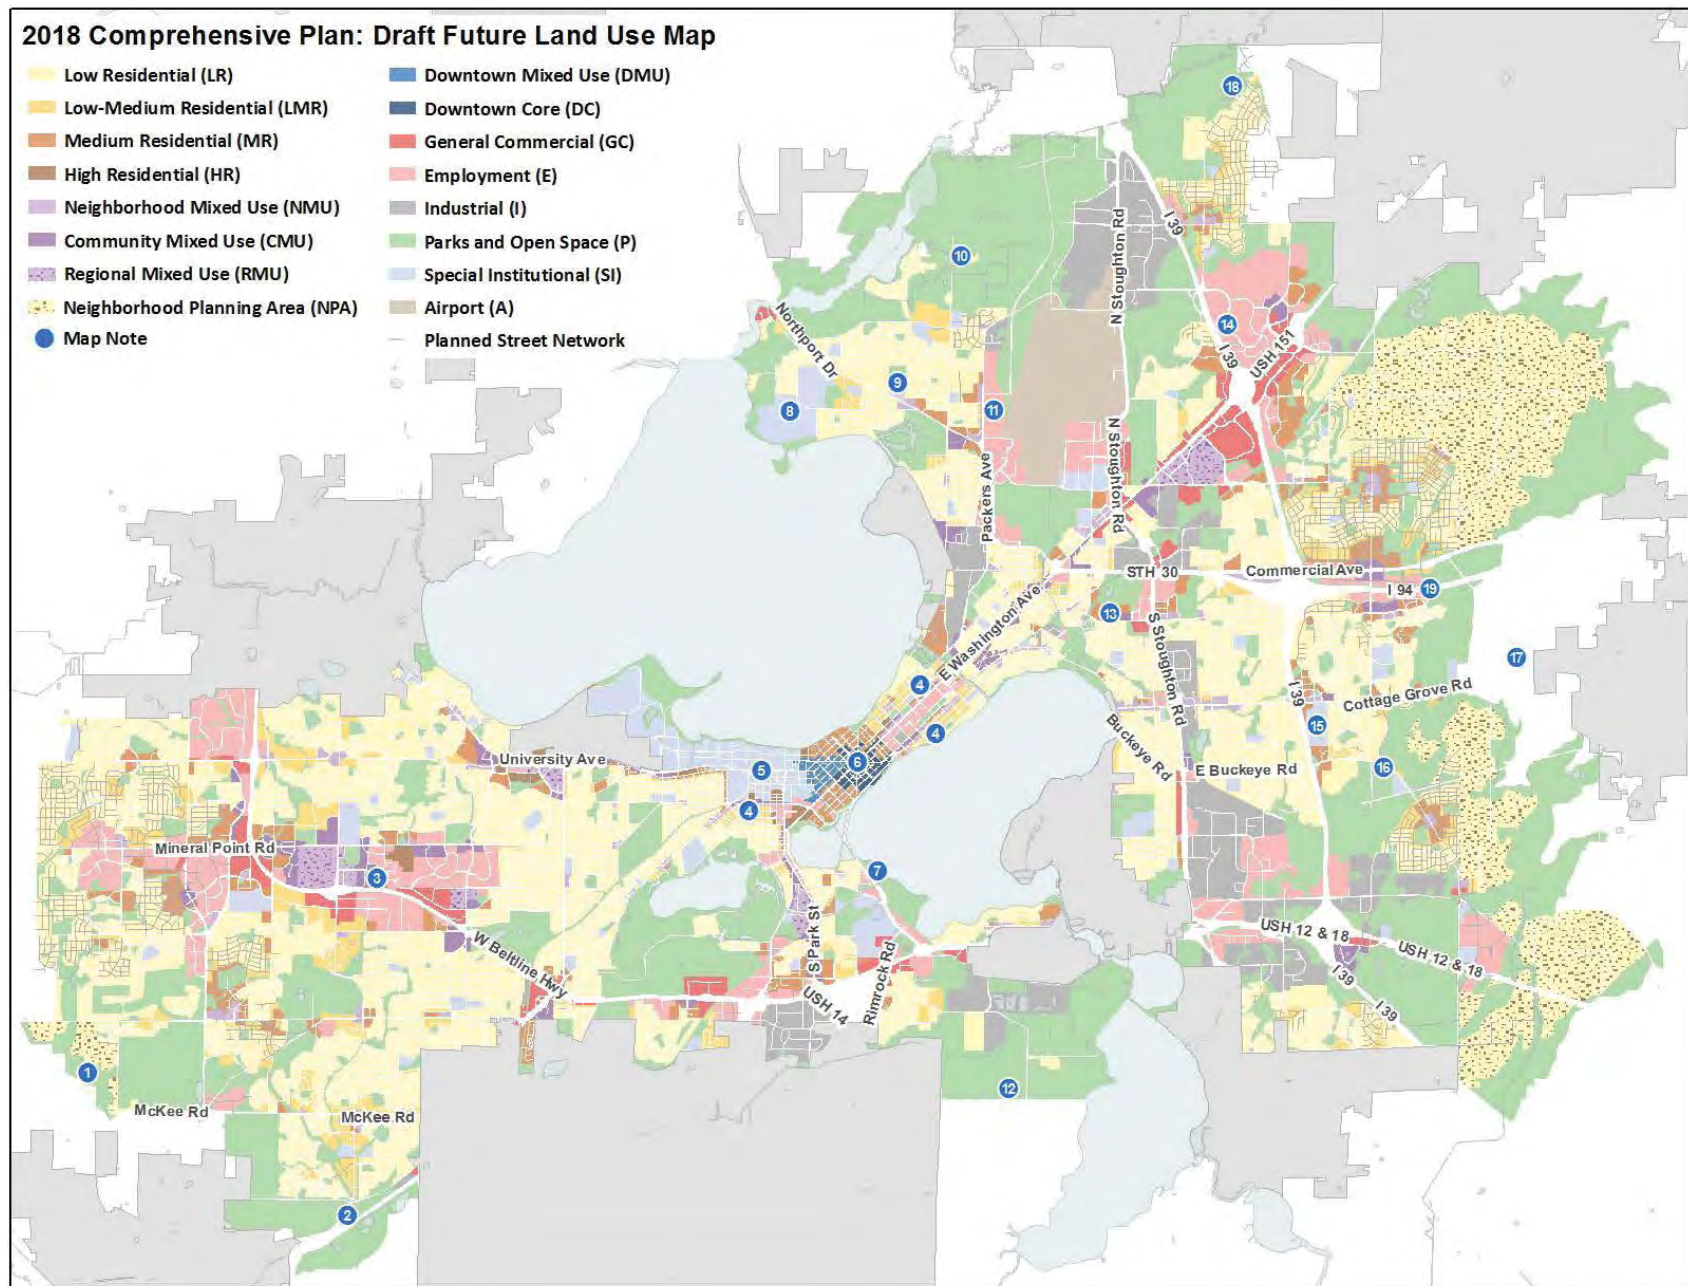 2018 Comprehensive Plan: Draft Future Land Use Map
Low Residential (LR)
Low-Medium Residential (LMR)
Medium Residential (MR)
High Residential (HR)
Neighborhood Mixed Use (NMU)
Community Mixed Use (CMU)
Regional Mixed Use (RMU)
Neighborhood Planning Area (NPA)
Map Note
Downtown Mixed Use (DMU)
Downtown Core (DC)
General Commercial (GC)
Employment (E)
Industrial (I)
Parks and Open Space (P)
Special Institutional (SI)
Airport (A)
Planned Street Network
18
I 39
N Stoughton Rd
10
Northport Dr
14
I 39
USH 151
9
8
11
N Stoughton Rd
Packers Ave
STH 30
Commercial Ave
I 94
19
13
E Washington Ave
S Stoughton Rd
17
4
I 39
Cottage Grove Rd
15
4
Buckeye Rd
University Ave
5
6
E Buckeye Rd
16
4
Mineral Point Rd
3
7
S Park St
W Beltline Hwy
Rimrock Rd
USH 14
USH 12 & 18
USH 12 & 18
I 39
I 39
1
12
McKee Rd
McKee Rd
2